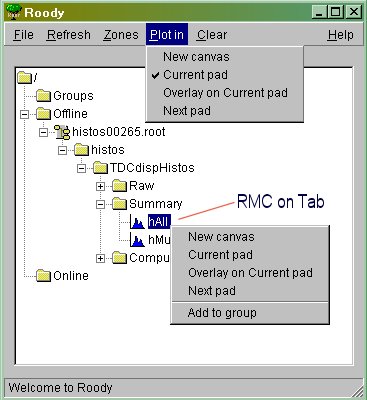 Roody
File Refresh Zones Plot in Clear Help
New canvas
Current pad
Overlay on Current pad
Next pad
/
Groups
Offline
histos00265.root
histos
TDCdispHistos
Raw
Summary
RMC on Tab
hAll
hMu
New canvas
Current pad
Overlay on Current pad
Next pad
Add to group
Compu
Online
Welcome to Roody